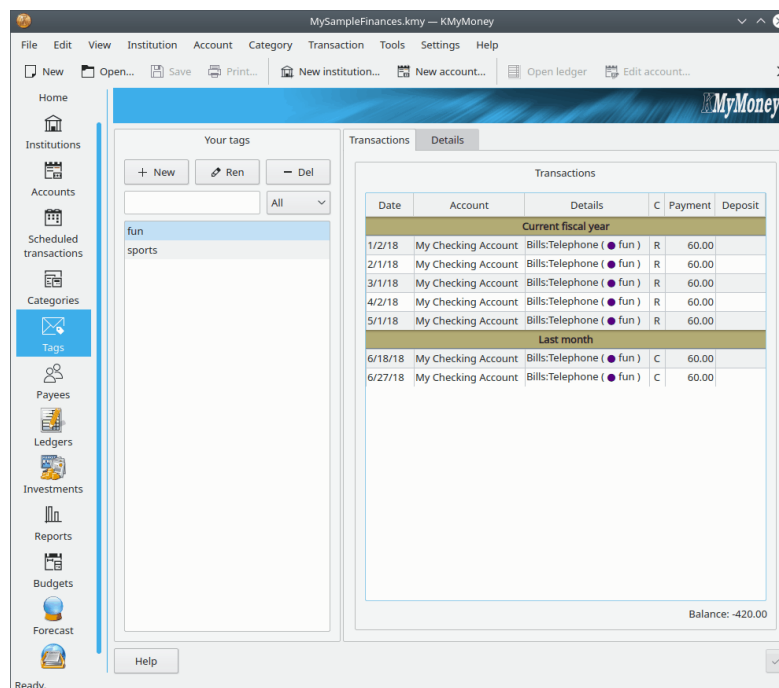 MySampleFinances.kmy — KMyMoney
File Edit View Institution Account Category Transaction Tools Settings Help
New Open... Save Print... New institution... New account... Open ledger Edit account...
KMyMoney
Home
Institutions
Accounts
Scheduled
transactions
Categories
Tags
Payees
Ledgers
Investments
Reports
Budgets
Forecast
Ready.
Your tags
+ New Ren − Del
All
fun
sports
Help
Transactions Details
Transactions
Date Account Details C Payment Deposit
Current fiscal year
1/2/18 My Checking Account Bills:Telephone ( fun ) R 60.00
2/1/18 My Checking Account Bills:Telephone ( fun ) R 60.00
3/1/18 My Checking Account Bills:Telephone ( fun ) R 60.00
4/2/18 My Checking Account Bills:Telephone ( fun ) R 60.00
5/1/18 My Checking Account Bills:Telephone ( fun ) R 60.00
Last month
6/18/18 My Checking Account Bills:Telephone ( fun ) C 60.00
6/27/18 My Checking Account Bills:Telephone ( fun ) C 60.00
Balance: -420.00